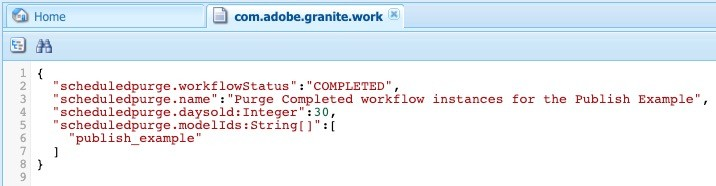 Home
com.adobe.granite.work
1 {
2 "scheduledpurge.workflowStatus":"COMPLETED",
3 "scheduledpurge.name":"Purge Completed workflow instances for the Publish Example",
4 "scheduledpurge.daysold:Integer":30,
5 "scheduledpurge.modelIds:String[]":[
6 "publish_example"
7 ]
8 }
9